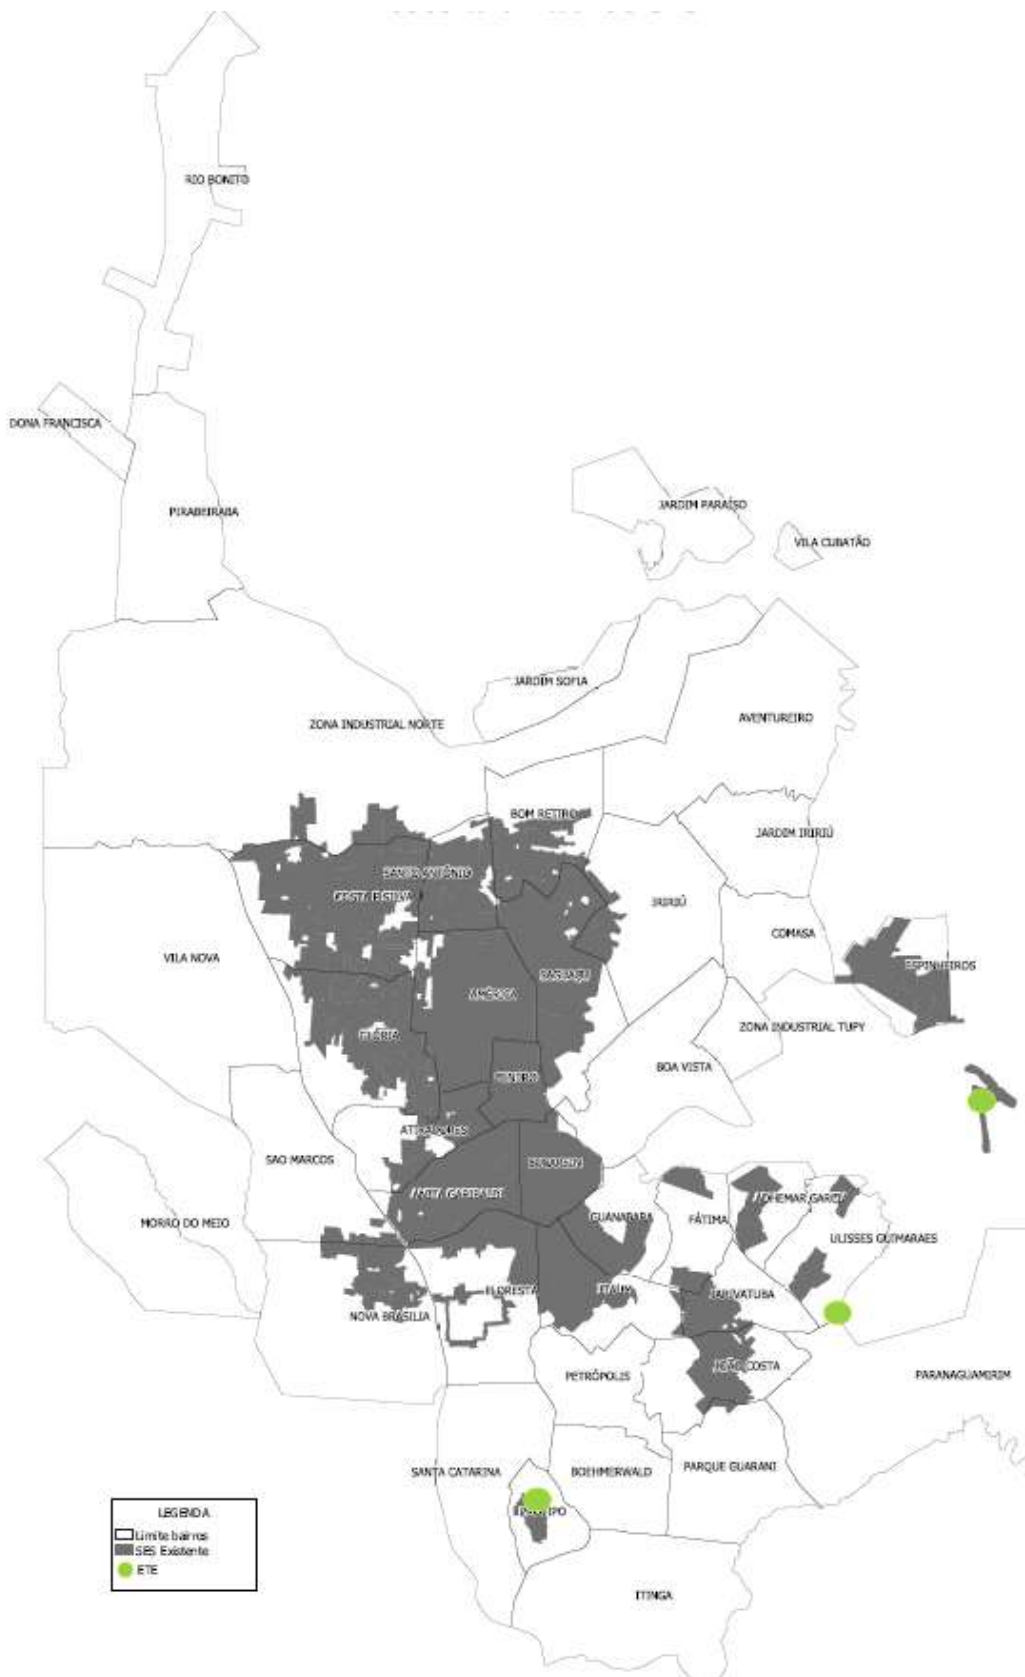 RIO BONITO
DONA FRANCISCA
PIRABEIRABA
JARDIM PARAÍSO
VILA CUBATÃO
JARDIM SOFIA
ZONA INDUSTRIAL NORTE
AVENTUREIRO
BOM RETIRO
JARDIM IRIRIÚ
SANTO ANTÔNIO
COSTA E SILVA
IRIRIÚ
COMASA
VILA NOVA
ESPINHEIROS
SAGUAÇU
AMÉRICA
ZONA INDUSTRIAL TUPY
GLÓRIA
BOA VISTA
CENTRO
ATIRADORES
SAO MARCOS
BUCAREIN
ANITA GARIBALDI
ADHEMAR GARCIA
MORRO DO MEIO
GUANABARA
FÁTIMA
ULISSES GUIMARAES
FLORESTA
ITAUM
JARIVATUBA
NOVA BRASILIA
JOÃO COSTA
PETRÓPOLIS
PARANAGUAMIRIM
SANTA CATARINA
BOEHMERWALD
PARQUE GUARANI
ITINGA
LEGENDA
Limite bairros
SES Existente
ETE